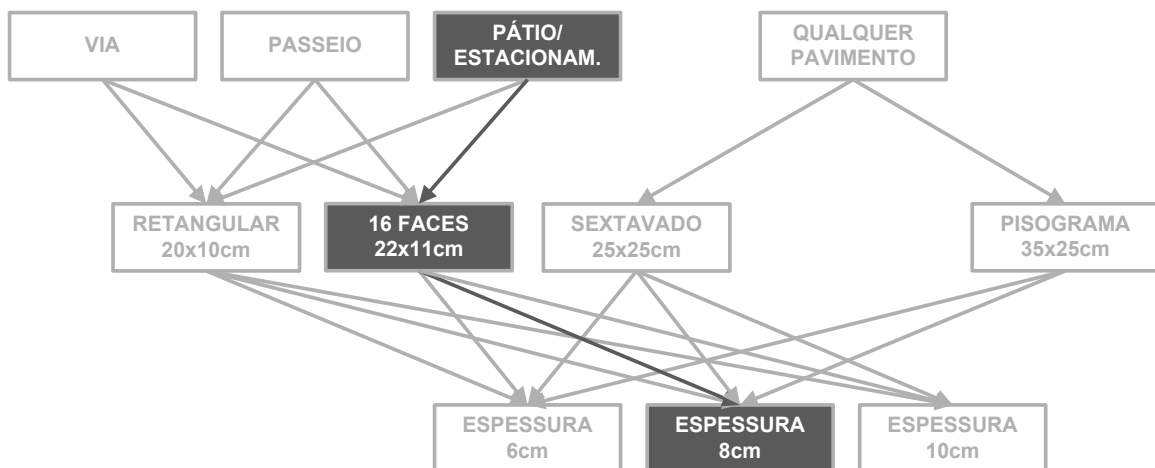 VIA
PASSEIO
PÁTIO/
ESTACIONAM.
QUALQUER
PAVIMENTO
RETANGULAR
20x10cm
16 FACES
22x11cm
SEXTAVADO
25x25cm
PISOGRAMA
35x25cm
ESPESSURA
6cm
ESPESSURA
8cm
ESPESSURA
10cm